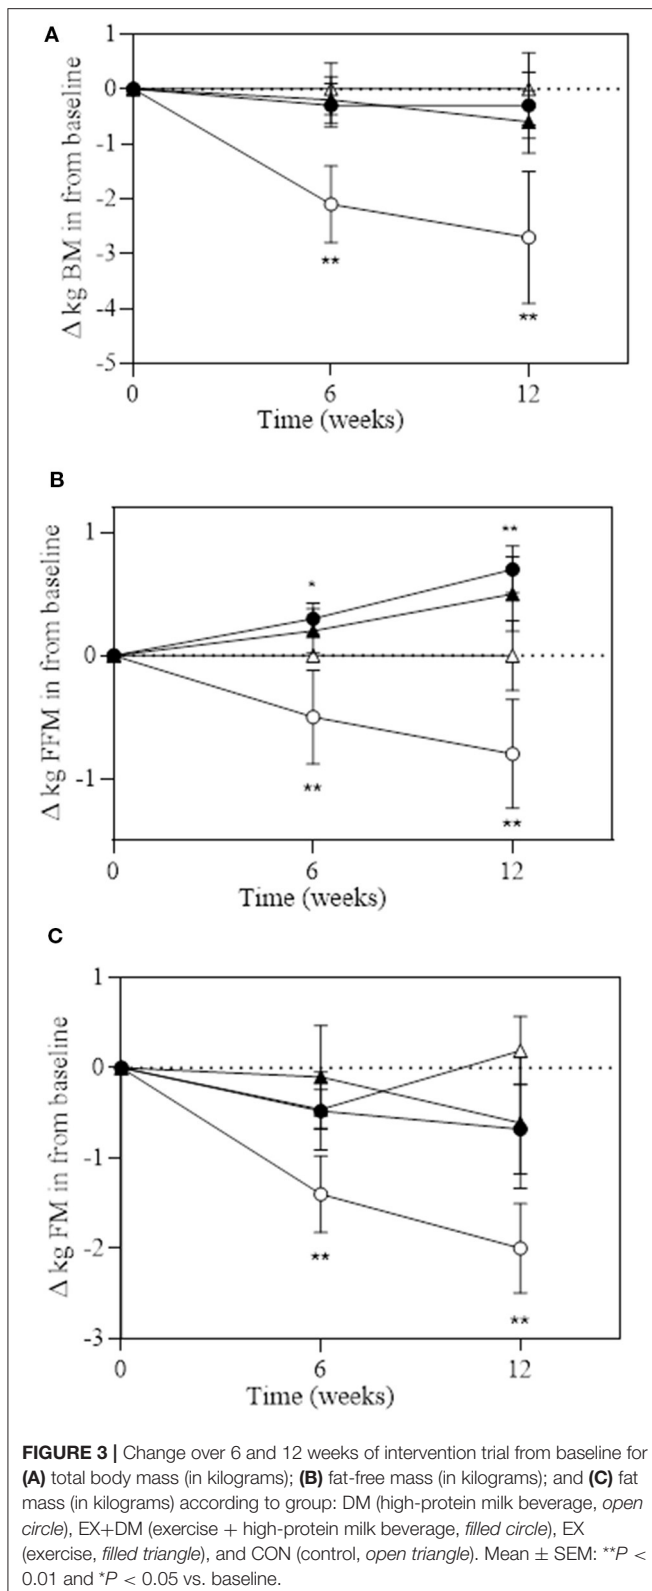 A
1
0
-1
-2
-3
-4
-5
Δ kg BM in from baseline
**
**
0
6
12
Time (weeks)
B
1
0
-1
Δ kg FFM in from baseline
*
**
**
**
0
6
12
Time (weeks)
C
1
0
-1
-2
-3
Δ kg FM in from baseline
**
**
0
6
12
Time (weeks)
FIGURE 3 | Change over 6 and 12 weeks of intervention trial from baseline for
(A) total body mass (in kilograms); (B) fat-free mass (in kilograms); and (C) fat
mass (in kilograms) according to group: DM (high-protein milk beverage, open
circle), EX+DM (exercise + high-protein milk beverage, filled circle), EX
(exercise, filled triangle), and CON (control, open triangle). Mean ± SEM: **P <
0.01 and *P < 0.05 vs. baseline.